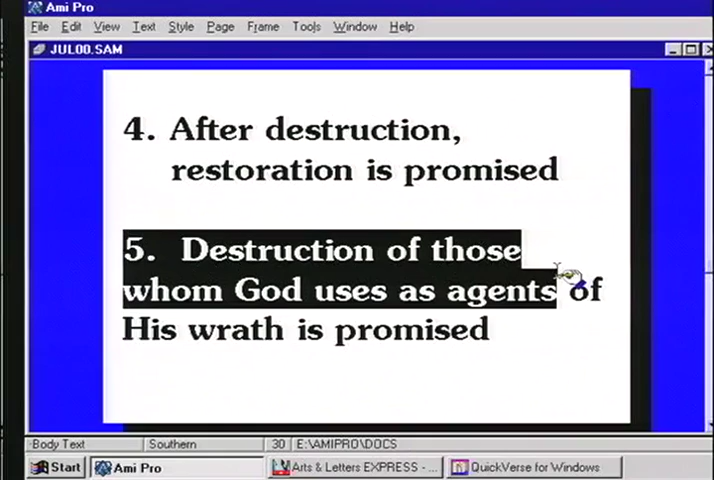 Ami Pro
File Edit View Text Style Page Frame Tools Window Help
JUL00.SAM
4. After destruction,
restoration is promised
5. Destruction of those
whom God uses as agents of
His wrath is promised
Body Text Southern 30 E:\AMIPRO\DOCS
Start Ami Pro Arts & Letters EXPRESS - ... QuickVerse for Windows